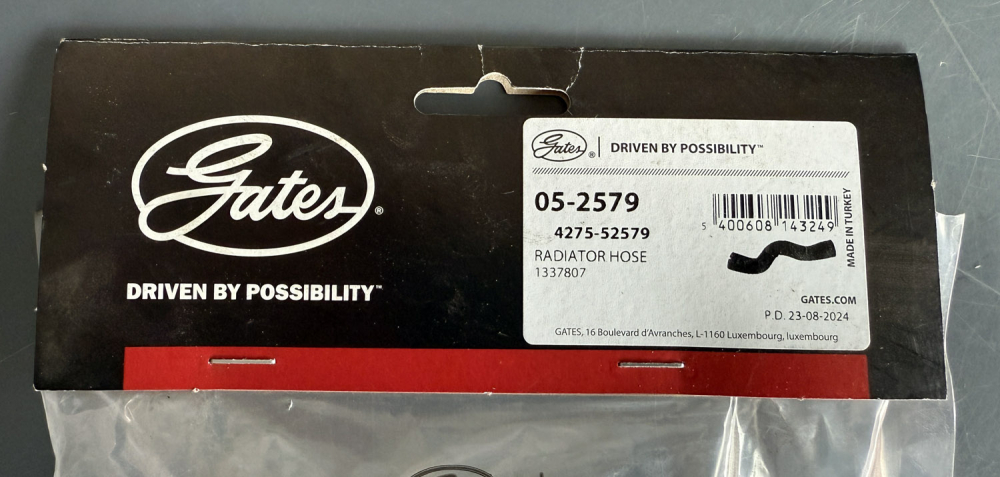 Gates®
DRIVEN BY POSSIBILITY™
Gates® | DRIVEN BY POSSIBILITY™
05-2579
4275-52579
RADIATOR HOSE
1337807
5 400608 143249
MADE IN TURKEY
GATES.COM
P.D. 23-08-2024
GATES, 16 Boulevard d'Avranches, L-1160 Luxembourg, luxembourg